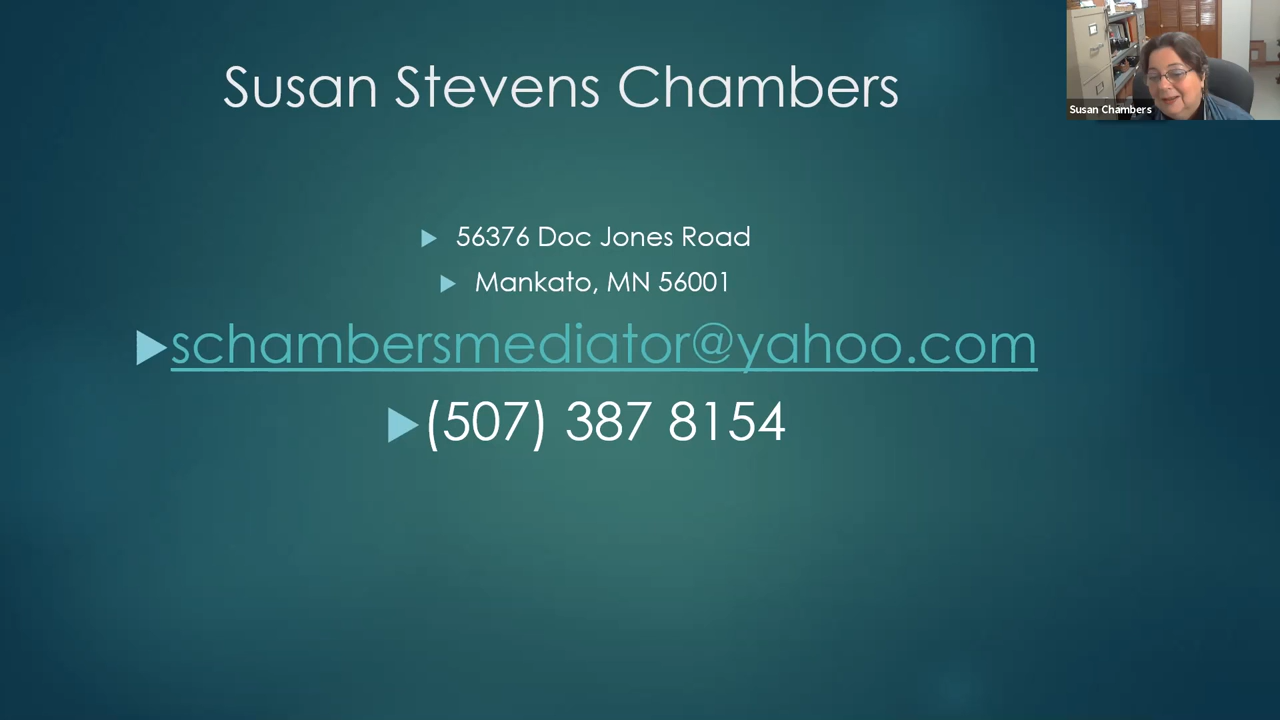 Susan Stevens Chambers
Susan Chambers
56376 Doc Jones Road
Mankato, MN 56001
schambersmediator@yahoo.com
(507) 387 8154